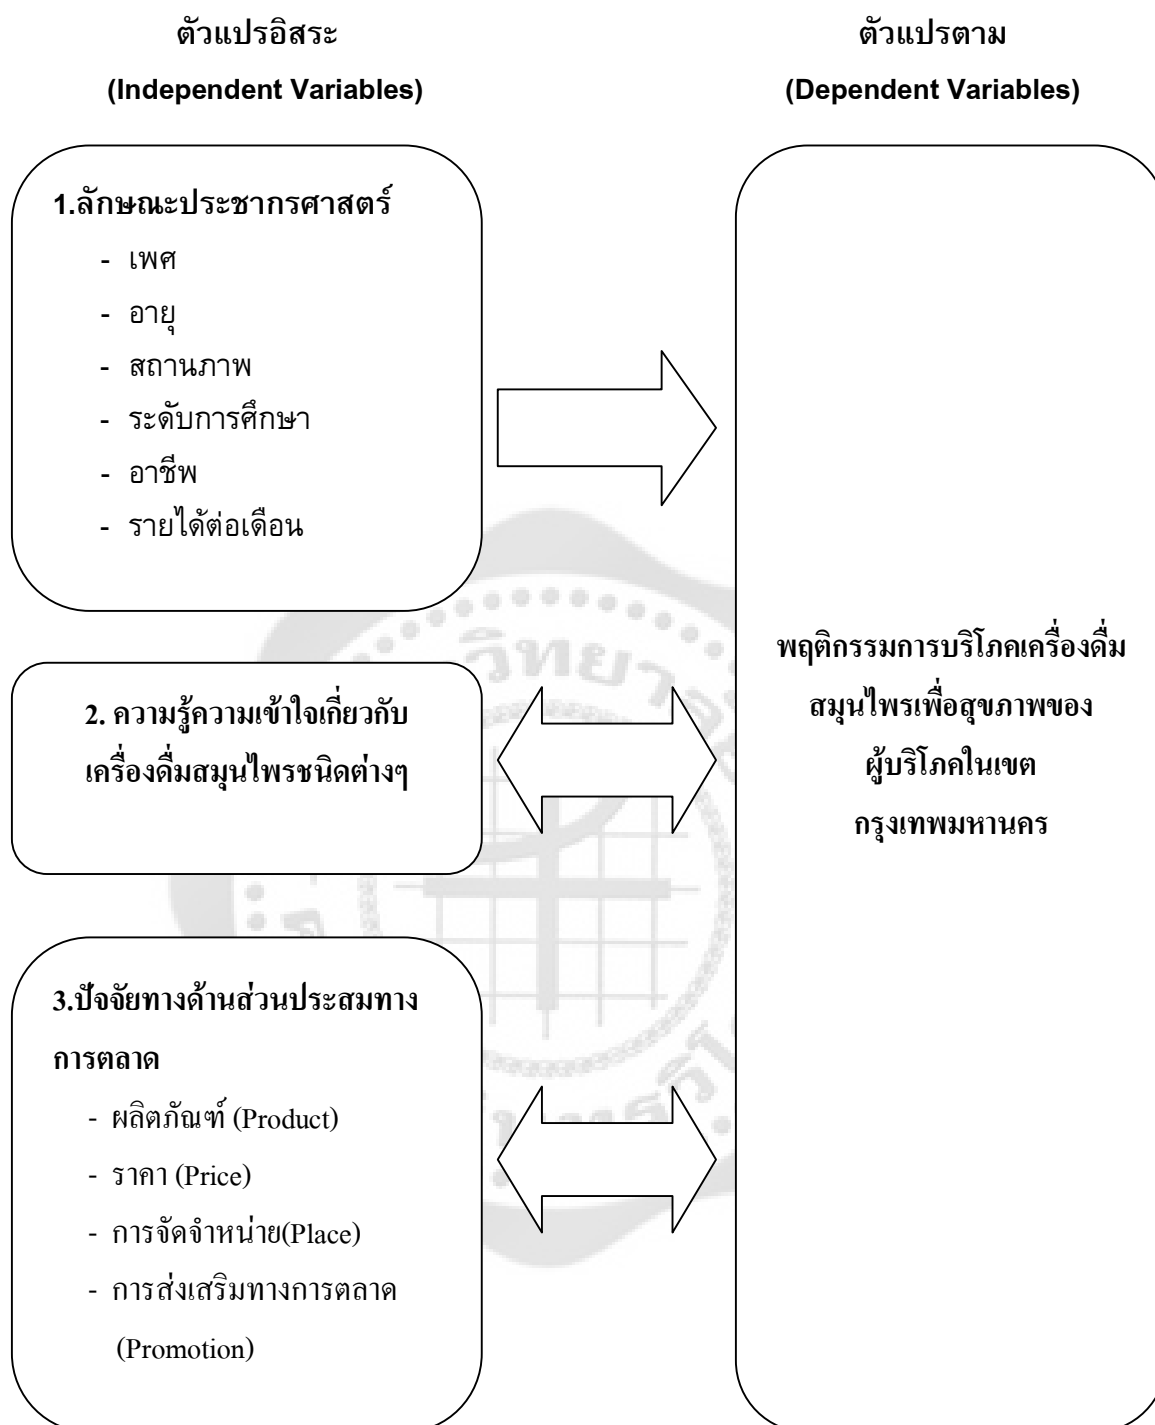 ตัวแปรอิสระ
(Independent Variables)
ตัวแปรตาม
(Dependent Variables)
1.ลักษณะประชากรศาสตร์
- เพศ
- อายุ
- สถานภาพ
- ระดับการศึกษา
- อาชีพ
- รายได้ต่อเดือน
2. ความรู้ความเข้าใจเกี่ยวกับ
เครื่องดื่มสมุนไพรชนิดต่างๆ
3.ปัจจัยทางด้านส่วนประสมทาง
การตลาด
- ผลิตภัณฑ์ (Product)
- ราคา (Price)
- การจัดจำหน่าย(Place)
- การส่งเสริมทางการตลาด
(Promotion)
พฤติกรรมการบริโภคเครื่องดื่ม
สมุนไพรเพื่อสุขภาพของ
ผู้บริโภคในเขต
กรุงเทพมหานคร